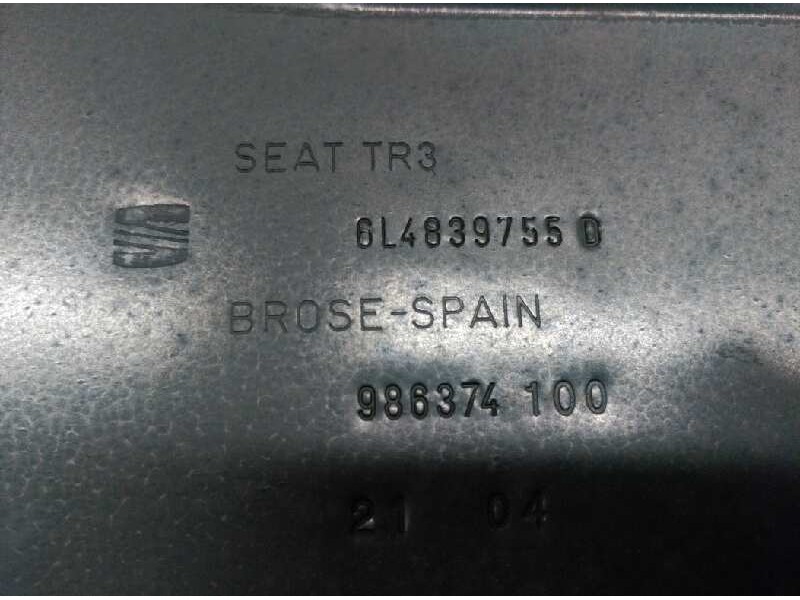 SEAT TR3
6L4839755 D
BROSE-SPAIN
986374 100
21 04